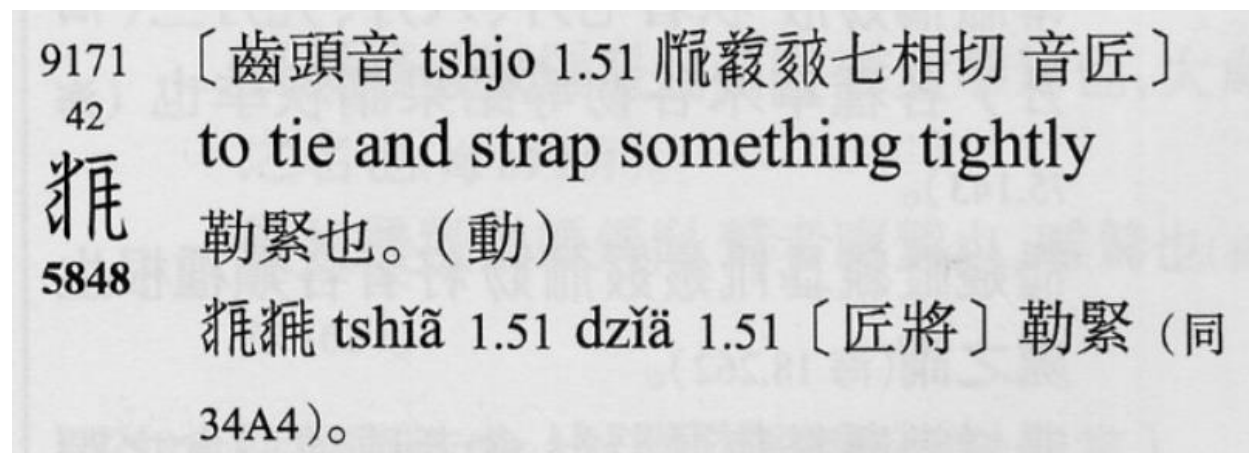 9171 〔齒頭音 tshjo 1.51 七相切 音匠〕
42
to tie and strap something tightly
勒緊也。(動)
5848
tshĭã 1.51 dzĭä 1.51〔匠將〕勒緊(同
34A4)。